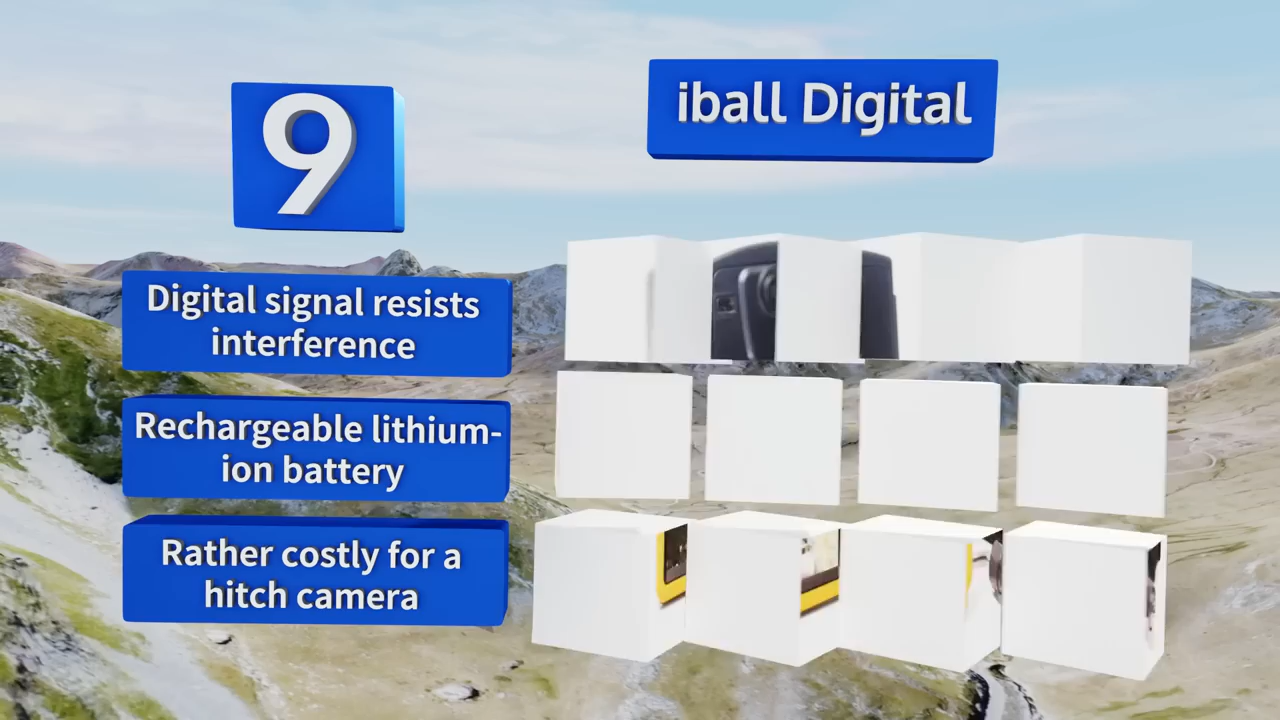 9
iball Digital
Digital signal resists
interference
Rechargeable lithium-
ion battery
Rather costly for a
hitch camera